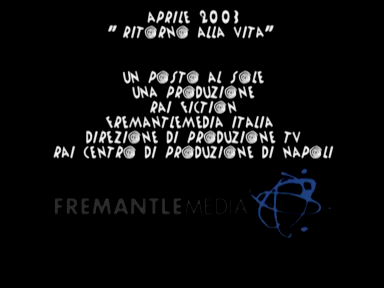 APRILE 2003
" RITORNO ALLA VITA"
UN POSTO AL SOLE
UNA PRODUZIONE
RAI FICTION
FREMANTLEMEDIA ITALIA
DIREZIONE DI PRODUZIONE TV
RAI CENTRO DI PRODUZIONE DI NAPOLI
FREMANTLEMEDIA